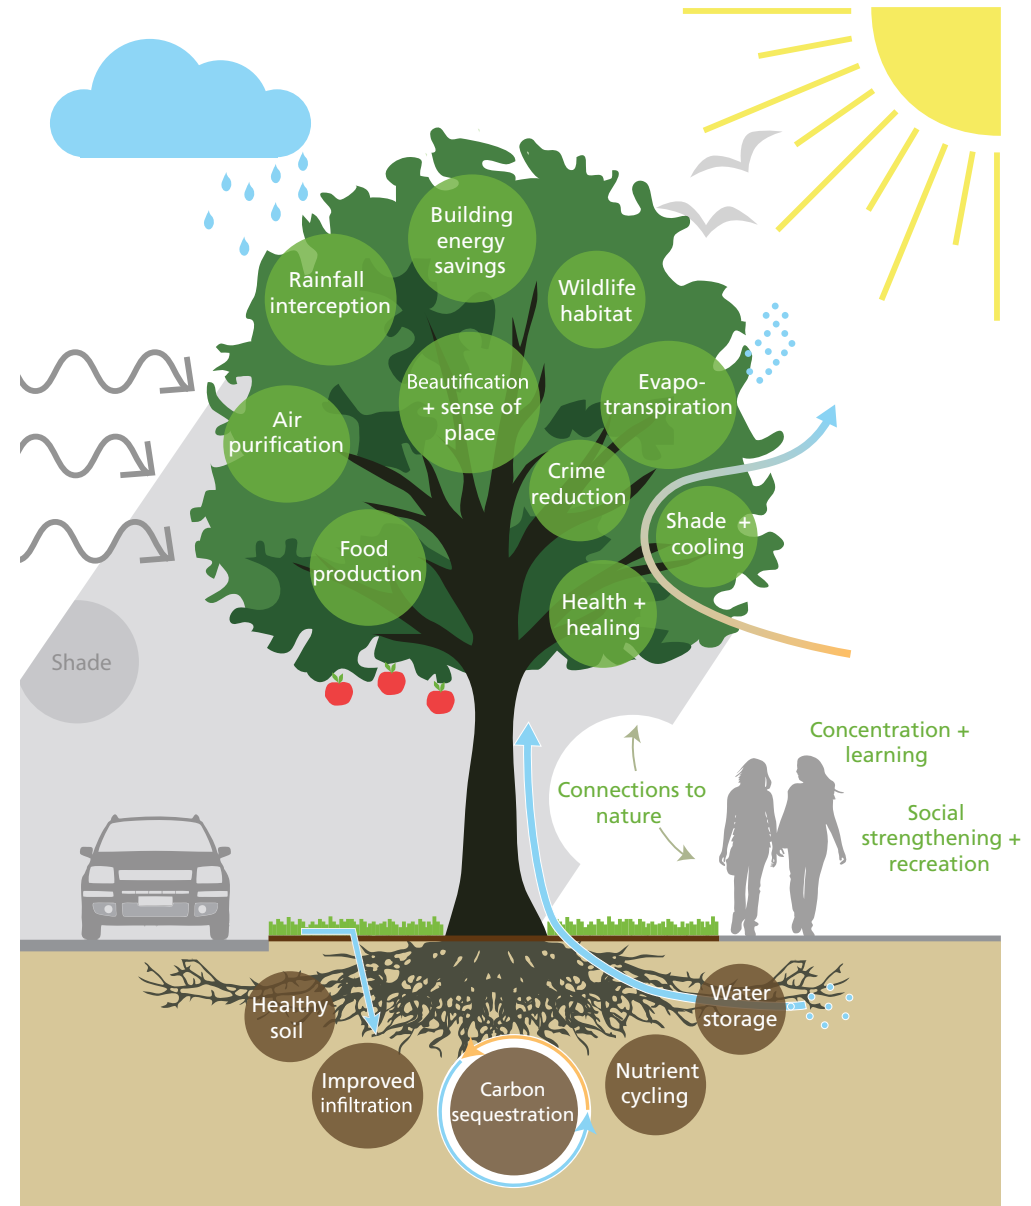 Building
energy
savings
Rainfall
interception
Wildlife
habitat
Beautification
+ sense of
place
Evapo-
transpiration
Air
purification
Crime
reduction
Shade +
cooling
Food
production
Health +
healing
Shade
Concentration +
learning
Connections to
nature
Social
strengthening +
recreation
Healthy
soil
Water
storage
Improved
infiltration
Carbon
sequestration
Nutrient
cycling